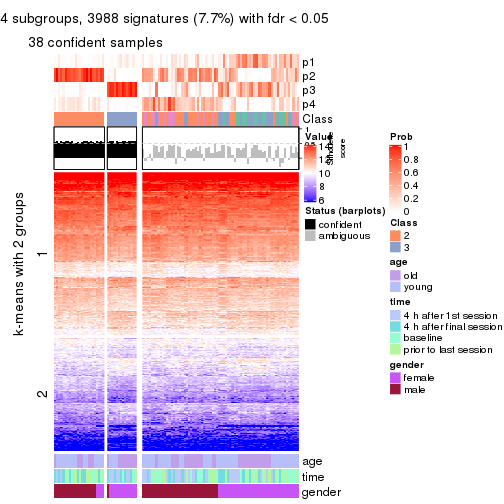 4 subgroups, 3988 signatures (7.7%) with fdr < 0.05
38 confident samples
p1
p2
p3
p4
Class
1
score
k-means with 2 groups
1
2
age
time
gender
Value
14
12
10
8
6
Status (barplots)
confident
ambiguous
Prob
1
0.8
0.6
0.4
0.2
0
Class
2
3
age
old
young
time
4 h after 1st session
4 h after final session
baseline
prior to last session
gender
female
male